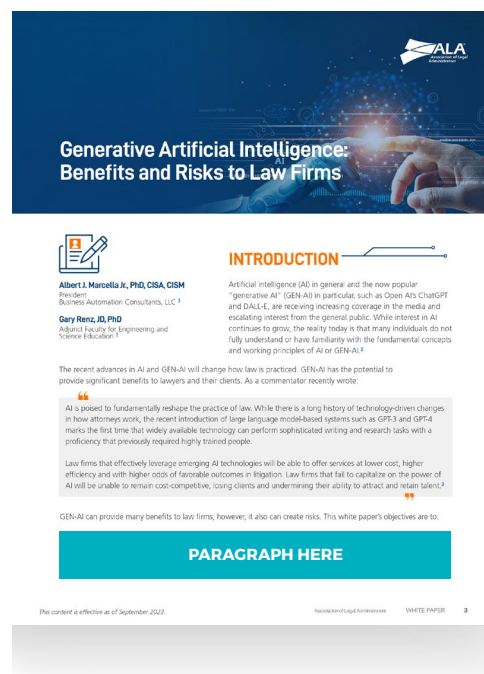 ALA
Association of Legal
Administrators
Generative Artificial Intelligence:
Benefits and Risks to Law Firms
AI
Albert J. Marcella Jr., PhD, CISA, CISM
President
Business Automation Consultants, LLC
Gary Renz, JD, PhD
Adjunct Faculty for Engineering and
Science Education
INTRODUCTION
Artificial intelligence (AI) in general and the now popular
"generative AI" (GEN-AI) in particular, such as Open AI's ChatGPT
and DALL-E, are receiving increasing coverage in the media and
escalating interest from the general public. While interest in AI
continues to grow, the reality today is that many individuals do not
fully understand or have familiarity with the fundamental concepts
and working principles of AI or GEN-AI.
The recent advances in AI and GEN-AI will change how law is practiced. GEN-AI has the potential to
provide significant benefits to lawyers and their clients. As a commentator recently wrote:
“
AI is poised to fundamentally reshape the practice of law. While there is a long history of technology-driven changes
in how attorneys work, the recent introduction of large language model-based systems such as GPT-3 and GPT-4
marks the first time that widely available technology can perform sophisticated writing and research tasks with a
proficiency that previously required highly trained people.
Law firms that effectively leverage emerging AI technologies will be able to offer services at lower cost, higher
efficiency and with higher odds of favorable outcomes in litigation. Law firms that fail to capitalize on the power of
AI will be unable to remain cost-competitive, losing clients and undermining their ability to attract and retain talent.
”
GEN-AI can provide many benefits to law firms; however, it also can create risks. This white paper's objectives are to:
PARAGRAPH HERE
This content is effective as of September 2023.
Association of Legal Administrators WHITE PAPER 3